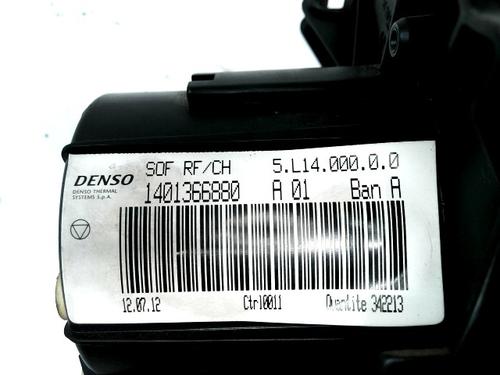 SOF RF/CH 5.L14.000.0.0
DENSO
DENSO THERMAL
SYSTEMS S.p.A.
1401366880 A 01 Ban A
12.07.12 Ctrl0011 Quantite 342213